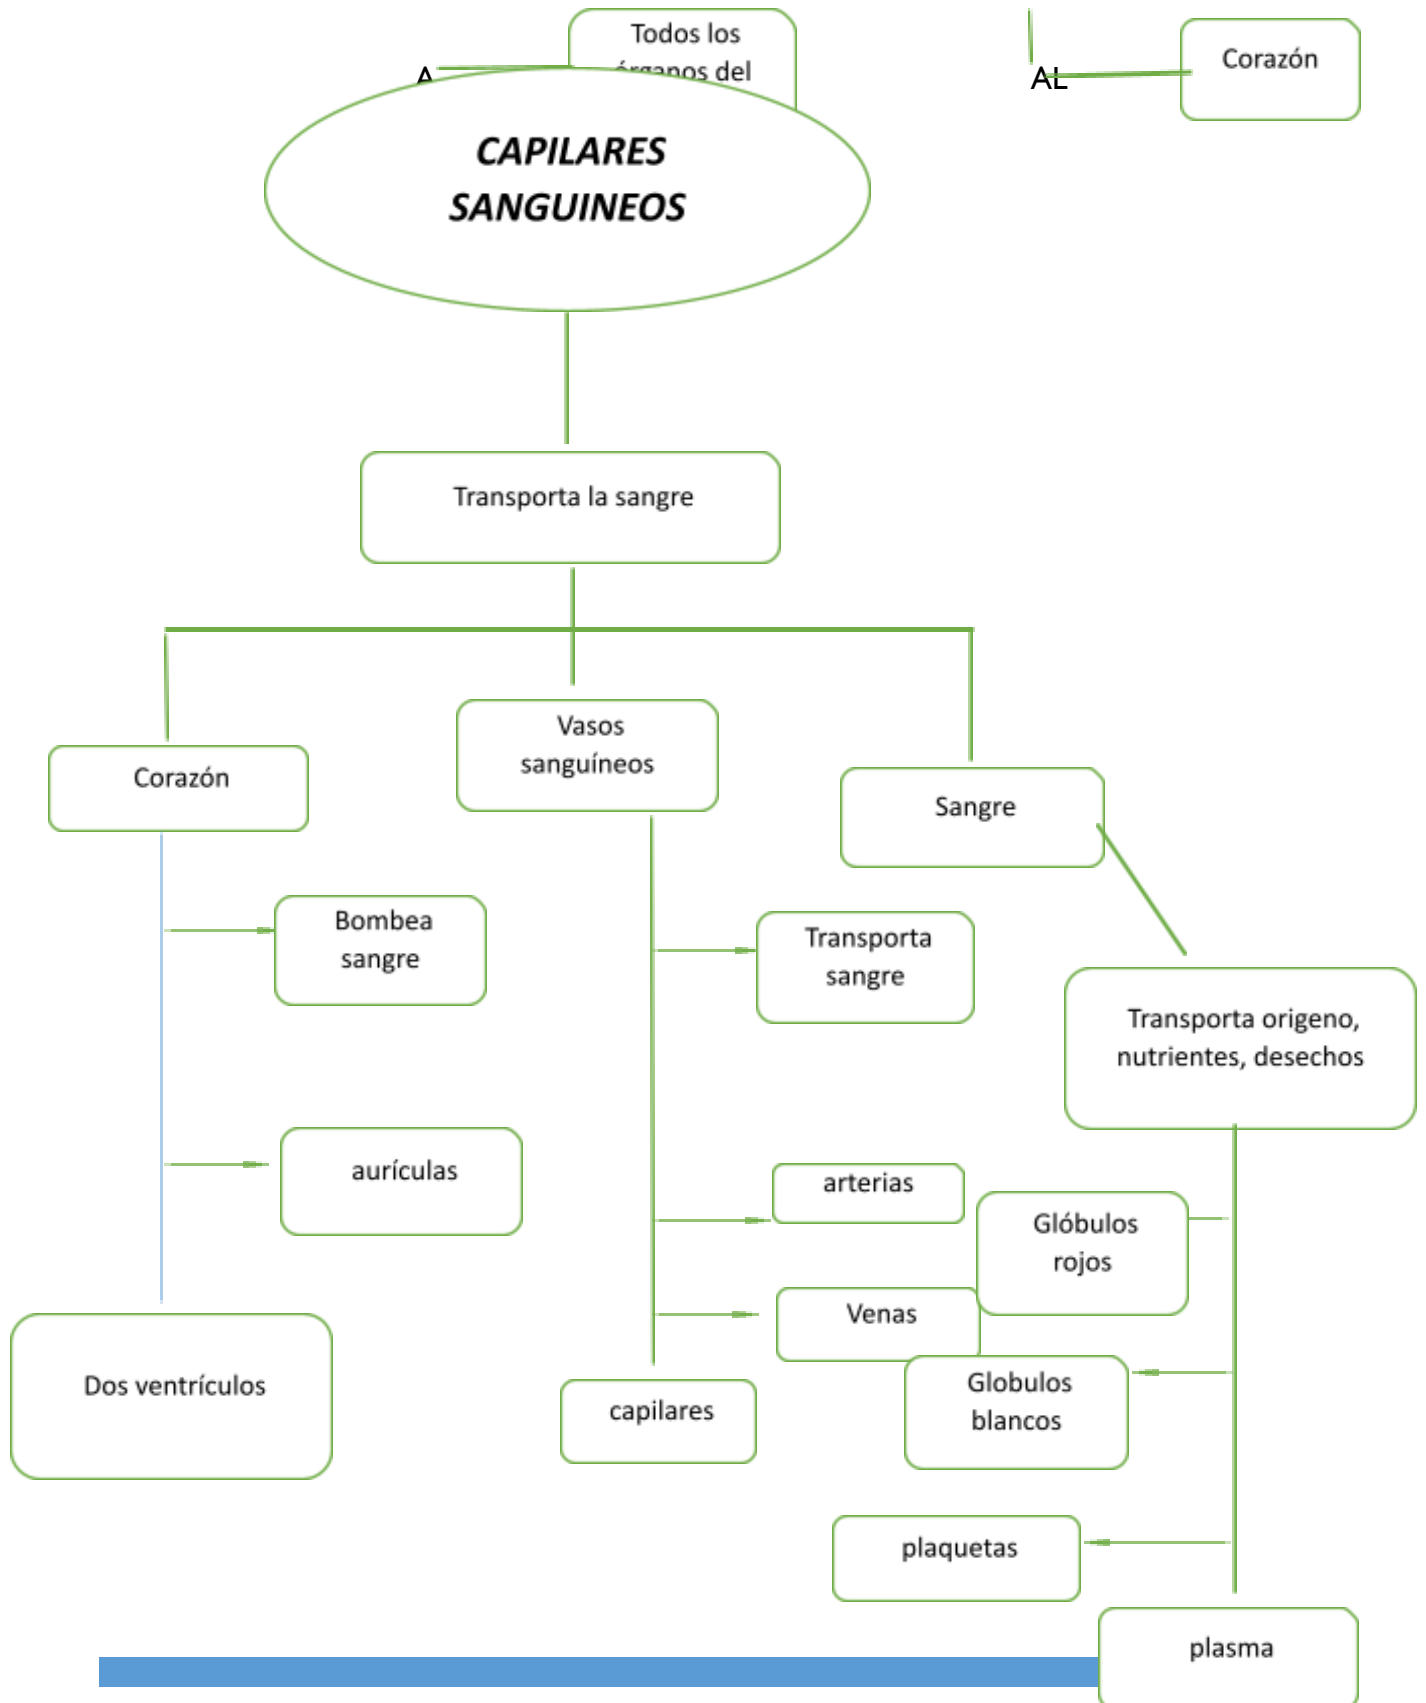 Todos los
órganos del
A
AL
Corazón
CAPILARES
SANGUINEOS
Transporta la sangre
Vasos
sanguíneos
Corazón
Sangre
Bombea
sangre
Transporta
sangre
Transporta origeno,
nutrientes, desechos
aurículas
arterias
Glóbulos
rojos
Venas
Dos ventrículos
capilares
Globulos
blancos
plaquetas
plasma